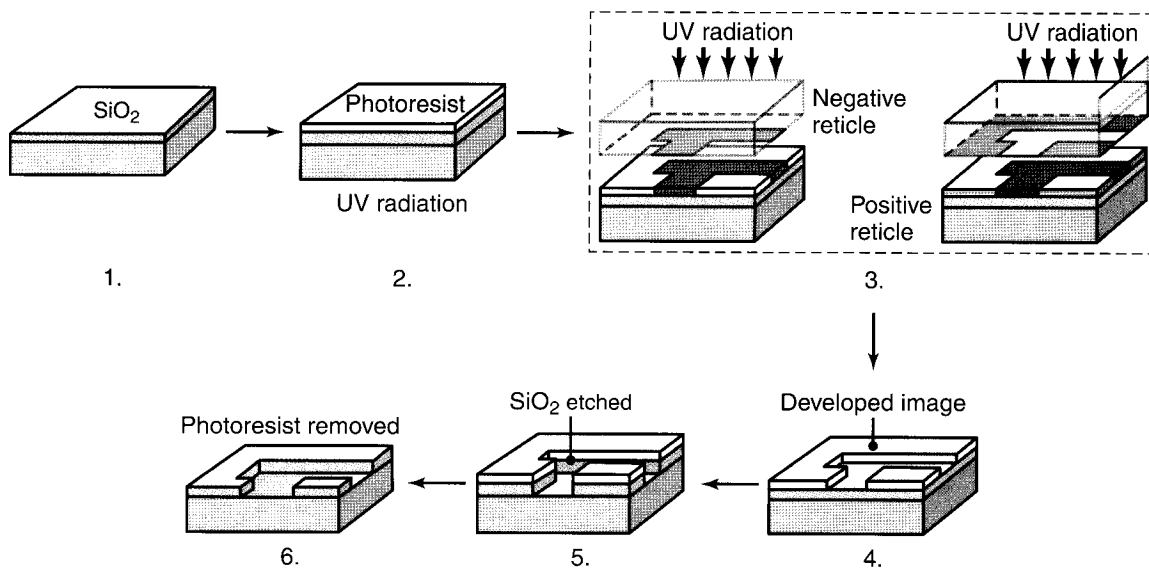 SiO₂
Photoresist
UV radiation
1.
2.
UV radiation
UV radiation
Negative
reticle
Positive
reticle
3.
Photoresist removed
SiO₂ etched
Developed image
6.
5.
4.